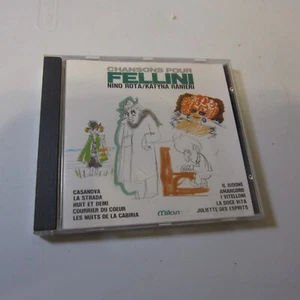 CHANSONS POUR
FELLINI
NINO ROTA/KATYNA RANIERI
CASANOVA
LA STRADA
HUIT ET DEMI
COURRIER DU COEUR
LES NUITS DE LA CABIRIA
Milan
IL BIDONE
AMARCORD
I VITELLONI
LA DOCE VITA
JULIETTE DES ESPRITS